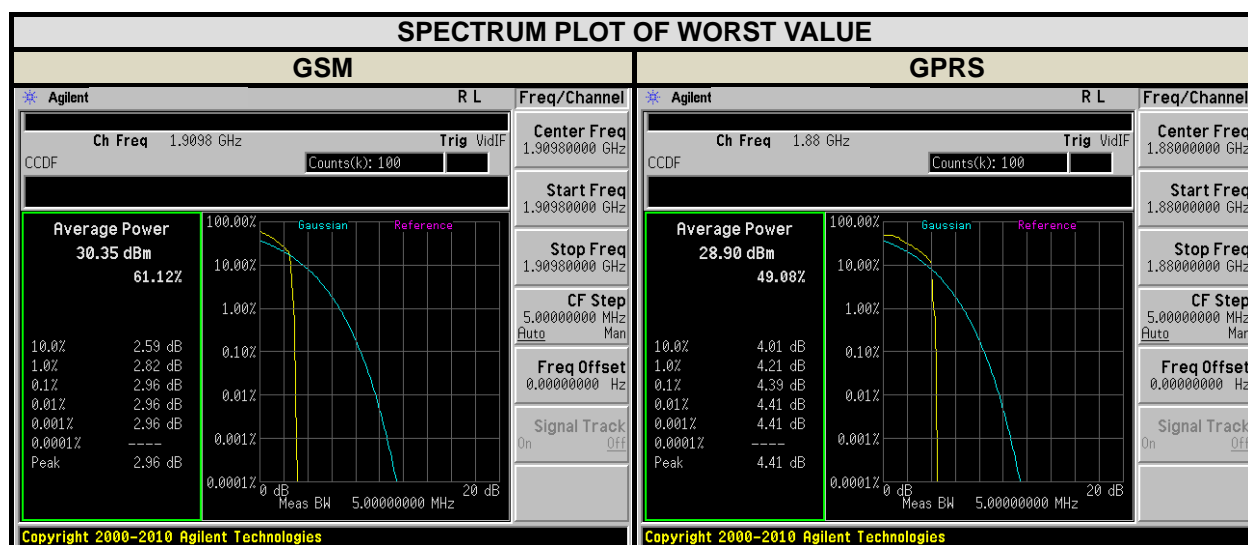 SPECTRUM PLOT OF WORST VALUE
GSM
Agilent
R L
Ch Freq 1.9098 GHz
Trig VidIF
CCDF
Counts(k): 100
Average Power
30.35 dBm
61.12%
10.0% 2.59 dB
1.0% 2.82 dB
0.1% 2.96 dB
0.01% 2.96 dB
0.001% 2.96 dB
0.0001% ----
Peak 2.96 dB
100.00%
Gaussian
Reference
10.00%
1.00%
0.10%
0.01%
0.001%
0.0001%
0 dB
20 dB
Meas BW 5.000000000 MHz
Freq/Channel
Center Freq
1.90980000 GHz
Start Freq
1.90980000 GHz
Stop Freq
1.90980000 GHz
CF Step
5.00000000 MHz
Auto Man
Freq Offset
0.00000000 Hz
Signal Track
On Off
Copyright 2000-2010 Agilent Technologies
GPRS
Agilent
R L
Ch Freq 1.88 GHz
Trig VidIF
CCDF
Counts(k): 100
Average Power
28.90 dBm
49.08%
10.0% 4.01 dB
1.0% 4.21 dB
0.1% 4.39 dB
0.01% 4.41 dB
0.001% 4.41 dB
0.0001% ----
Peak 4.41 dB
100.00%
Gaussian
Reference
10.00%
1.00%
0.10%
0.01%
0.001%
0.0001%
0 dB
20 dB
Meas BW 5.000000000 MHz
Freq/Channel
Center Freq
1.88000000 GHz
Start Freq
1.88000000 GHz
Stop Freq
1.88000000 GHz
CF Step
5.00000000 MHz
Auto Man
Freq Offset
0.00000000 Hz
Signal Track
On Off
Copyright 2000-2010 Agilent Technologies